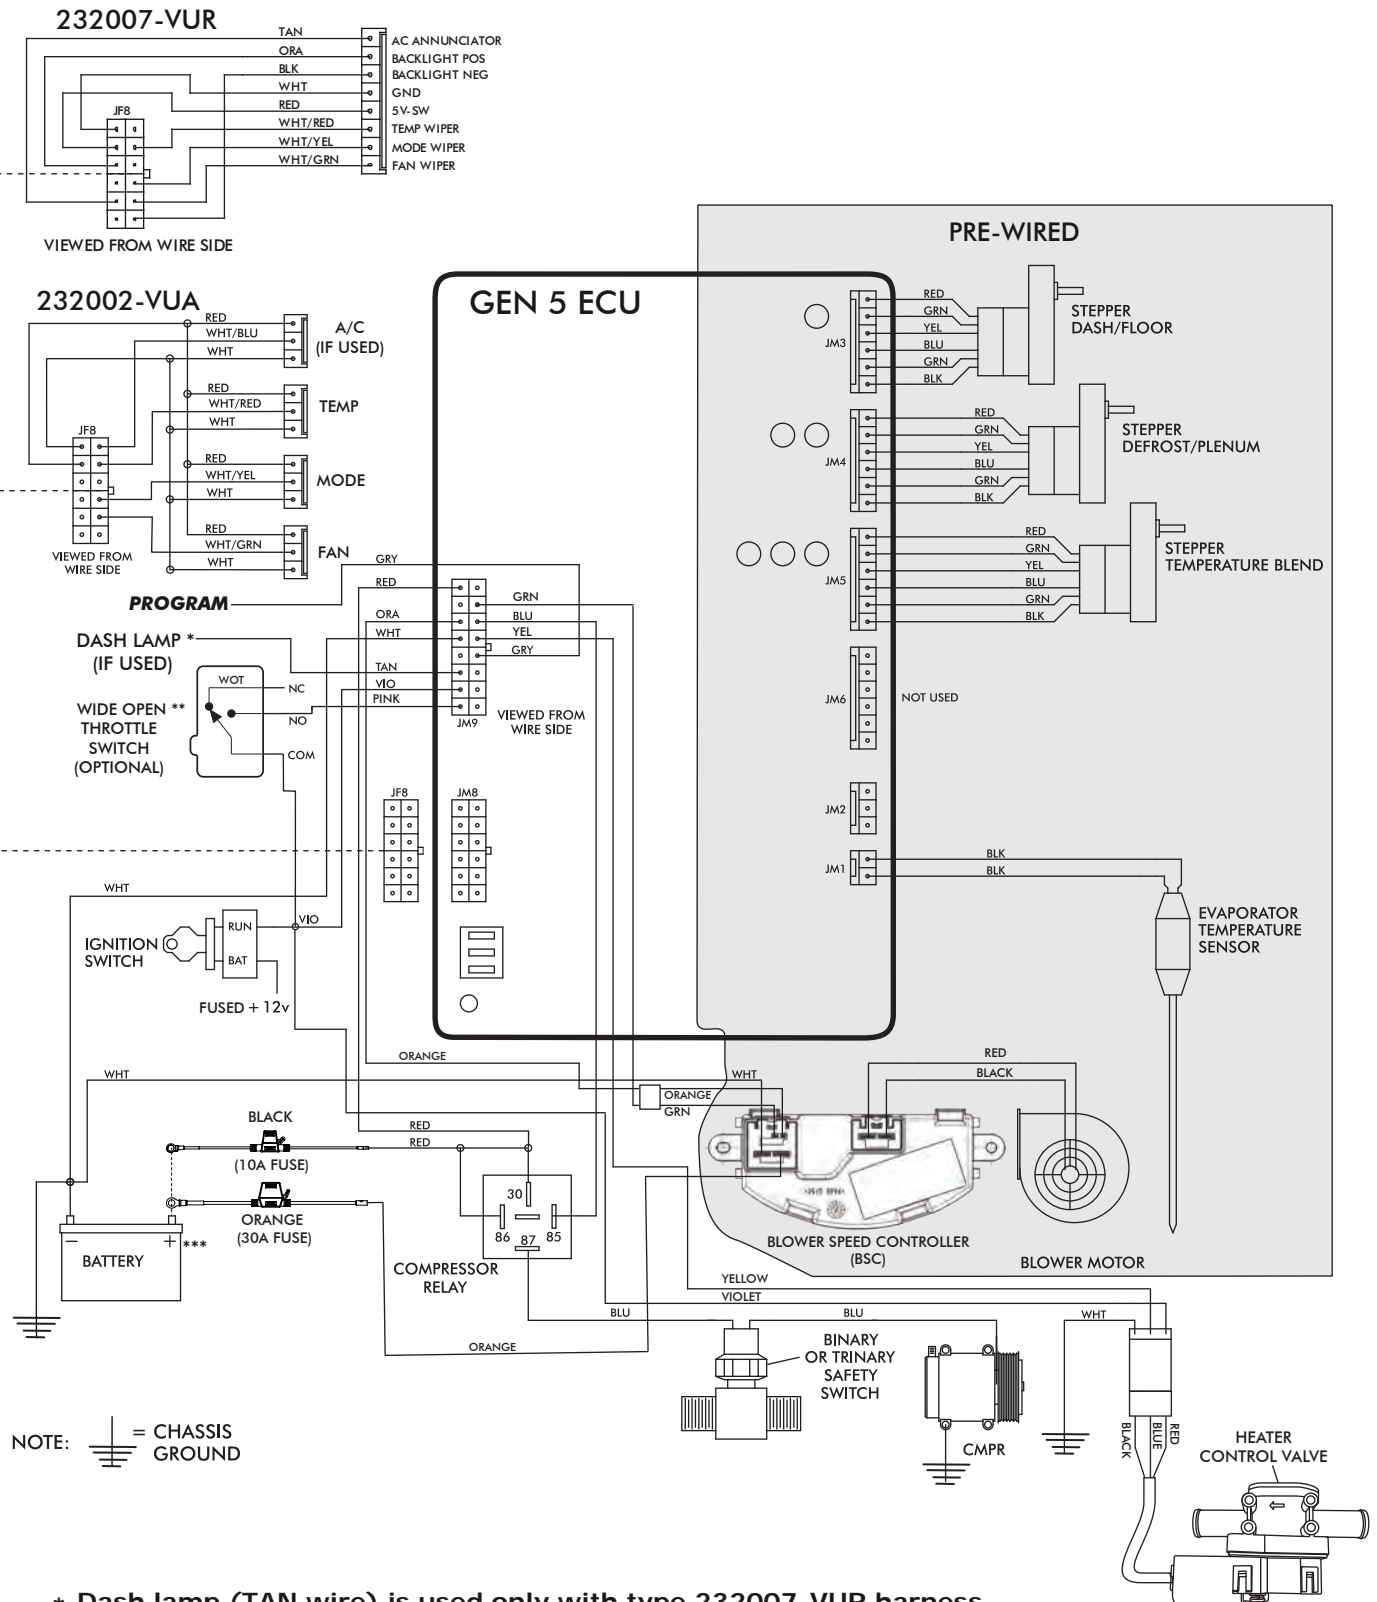 232007-VUR
TAN
ORA
BLK
WHT
RED
WHT/RED
WHT/YEL
WHT/GRN
AC ANNUNCIATOR
BACKLIGHT POS
BACKLIGHT NEG
GND
5V-SW
TEMP WIPER
MODE WIPER
FAN WIPER
JF8
VIEWED FROM WIRE SIDE
232002-VUA
RED
WHT/BLU
WHT
A/C
(IF USED)
RED
WHT/RED
WHT
TEMP
JF8
RED
WHT/YEL
WHT
MODE
RED
WHT/GRN
WHT
FAN
VIEWED FROM
WIRE SIDE
PROGRAM
DASH LAMP *
(IF USED)
WOT
NC
NO
COM
WIDE OPEN **
THROTTLE
SWITCH
(OPTIONAL)
GRY
RED
ORA
WHT
TAN
VIO
PINK
GRN
BLU
YEL
GRY
JM9
VIEWED FROM
WIRE SIDE
JF8
JM8
GEN 5 ECU
PRE-WIRED
JM3
RED
GRN
YEL
BLU
GRN
BLK
STEPPER
DASH/FLOOR
JM4
RED
GRN
YEL
BLU
GRN
BLK
STEPPER
DEFROST/PLENUM
JM5
RED
GRN
YEL
BLU
GRN
BLK
STEPPER
TEMPERATURE BLEND
JM6
NOT USED
JM2
JM1
BLK
BLK
EVAPORATOR
TEMPERATURE
SENSOR
WHT
IGNITION
SWITCH
RUN
BAT
VIO
FUSED + 12v
ORANGE
WHT
WHT
ORANGE
GRN
RED
BLACK
BLACK
(10A FUSE)
RED
RED
ORANGE
(30A FUSE)
30
86
87
85
COMPRESSOR
RELAY
BLOWER SPEED CONTROLLER
(BSC)
BLOWER MOTOR
-
+ ***
BATTERY
YELLOW
VIOLET
BLU
BLU
WHT
ORANGE
BINARY
OR TRINARY
SAFETY
SWITCH
CMPR
BLACK
BLUE
RED
HEATER
CONTROL VALVE
NOTE:
= CHASSIS
GROUND
* Dash lamp (TAN wire) is used only with type 232007-VUR harness